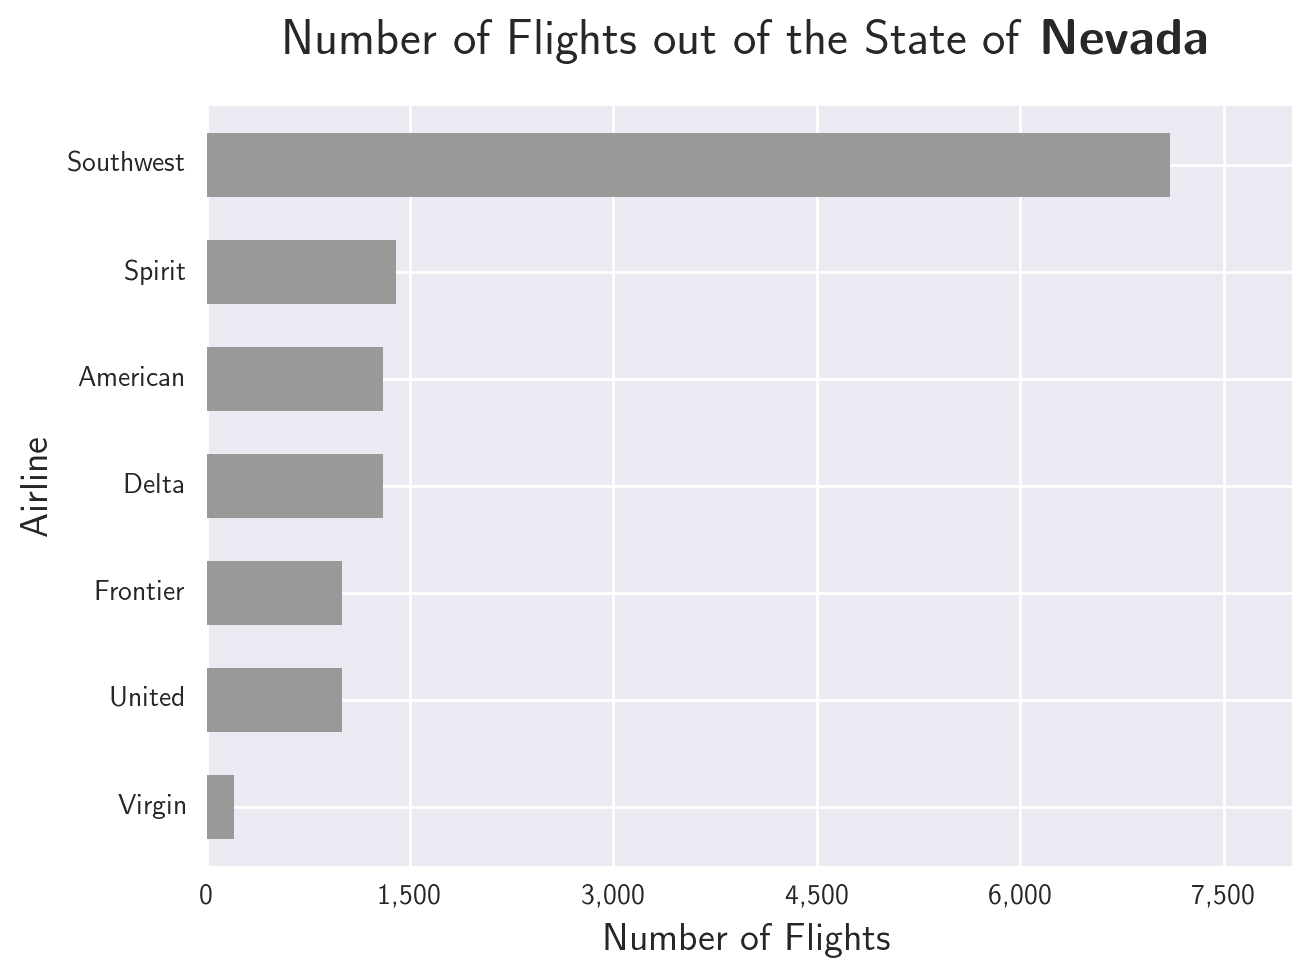 Number of Flights out of the State of Nevada
Southwest
Spirit
American
Delta
Frontier
United
Virgin
Airline
0 1,500 3,000 4,500 6,000 7,500
Number of Flights